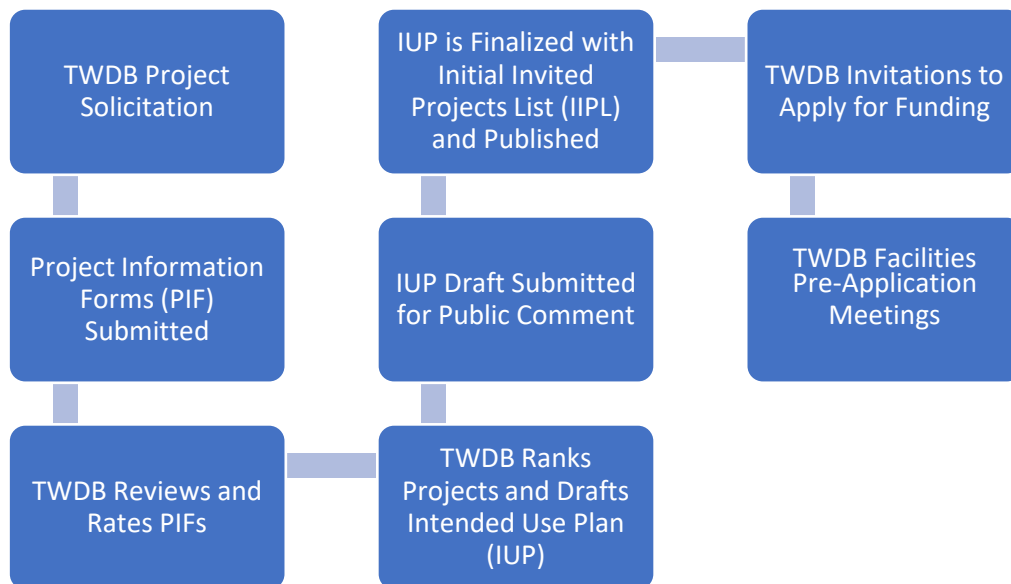 TWDB Project
Solicitation
Project Information
Forms (PIF)
Submitted
TWDB Reviews and
Rates PIFs
TWDB Ranks
Projects and Drafts
Intended Use Plan
(IUP)
IUP Draft Submitted
for Public Comment
IUP is Finalized with
Initial Invited
Projects List (IIPL)
and Published
TWDB Invitations to
Apply for Funding
TWDB Facilities
Pre-Application
Meetings